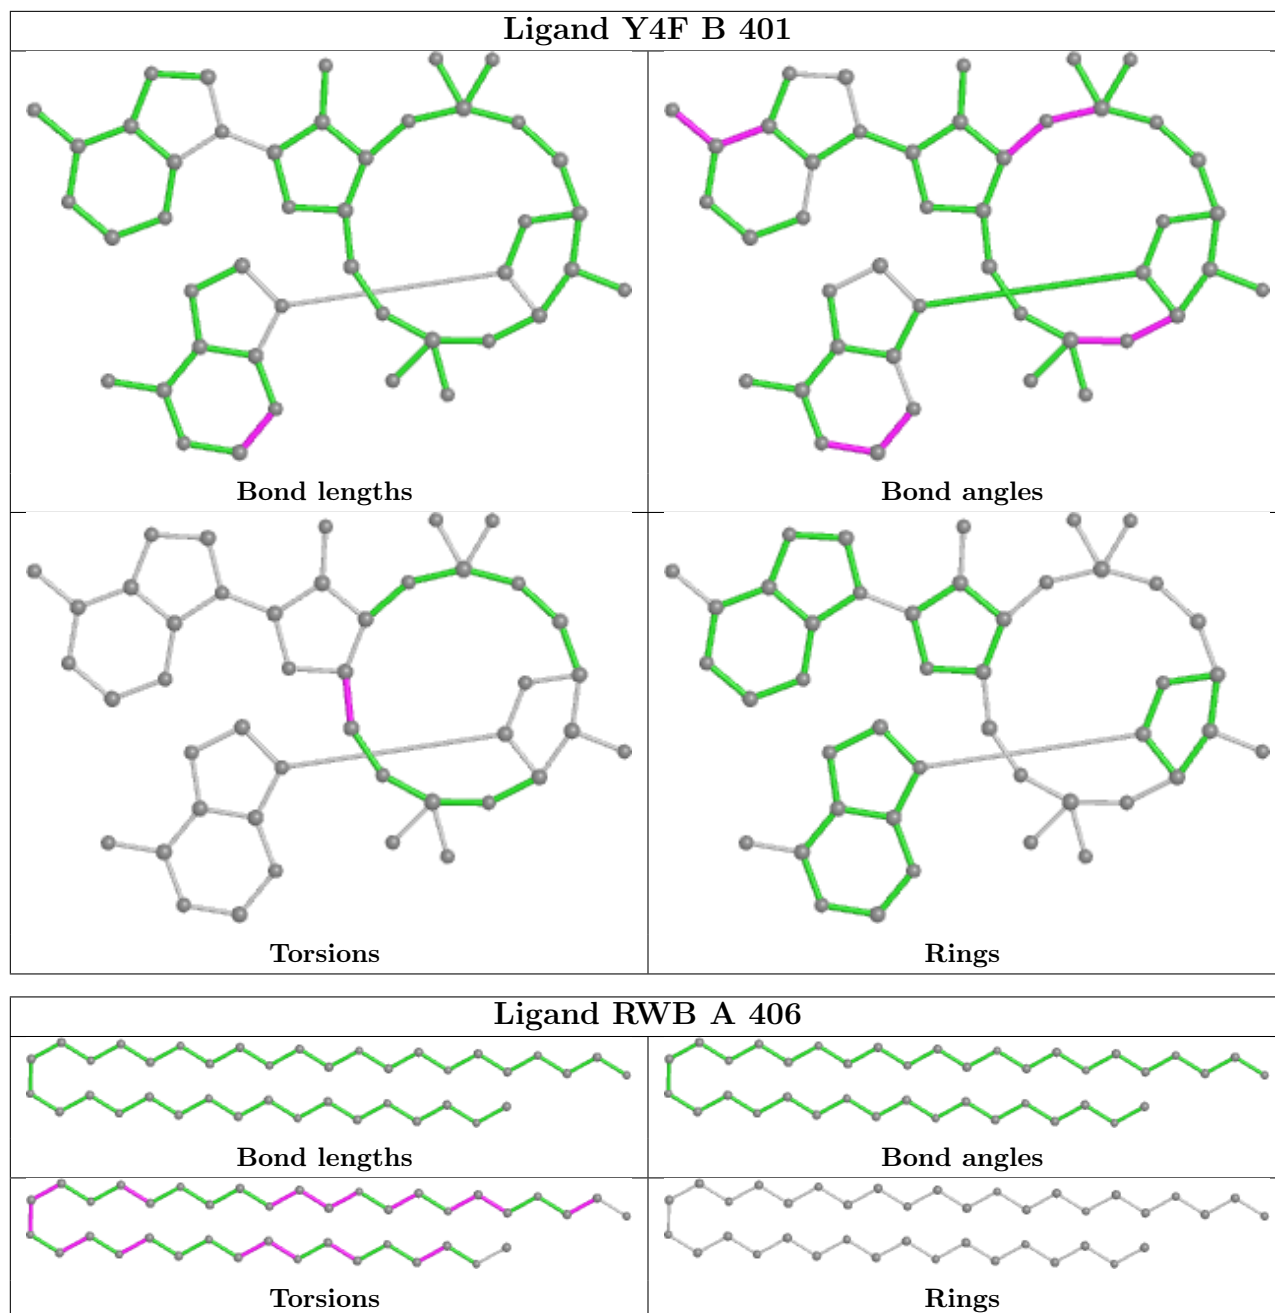 Ligand Y4F B 401
Bond lengths
Bond angles
Torsions
Rings
Ligand RWB A 406
Bond lengths
Bond angles
Torsions
Rings